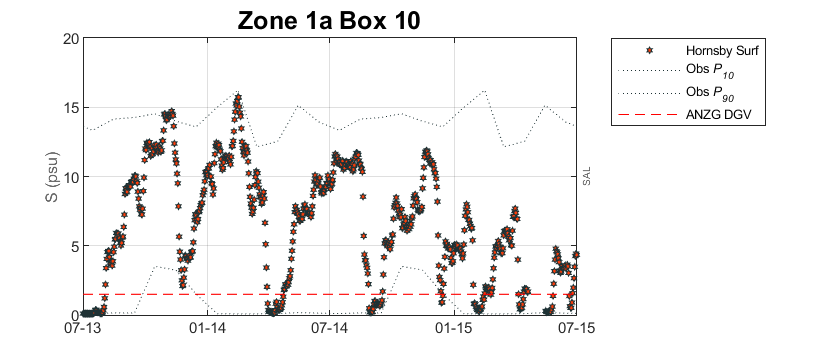 Zone 1a Box 10
20
15
10
5
0
S (psu)
07-13
01-14
07-14
01-15
07-15
SAL
Hornsby Surf
Obs P10
Obs P90
ANZG DGV